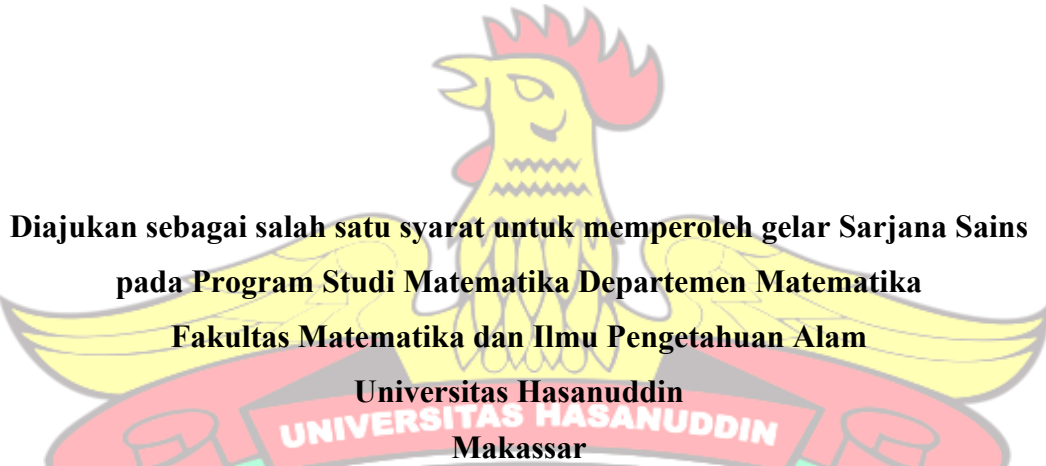 Diajukan sebagai salah satu syarat untuk memperoleh gelar Sarjana Sains
pada Program Studi Matematika Departemen Matematika
Fakultas Matematika dan Ilmu Pengetahuan Alam
Universitas Hasanuddin
UNIVERSITAS HASANUDDIN
Makassar